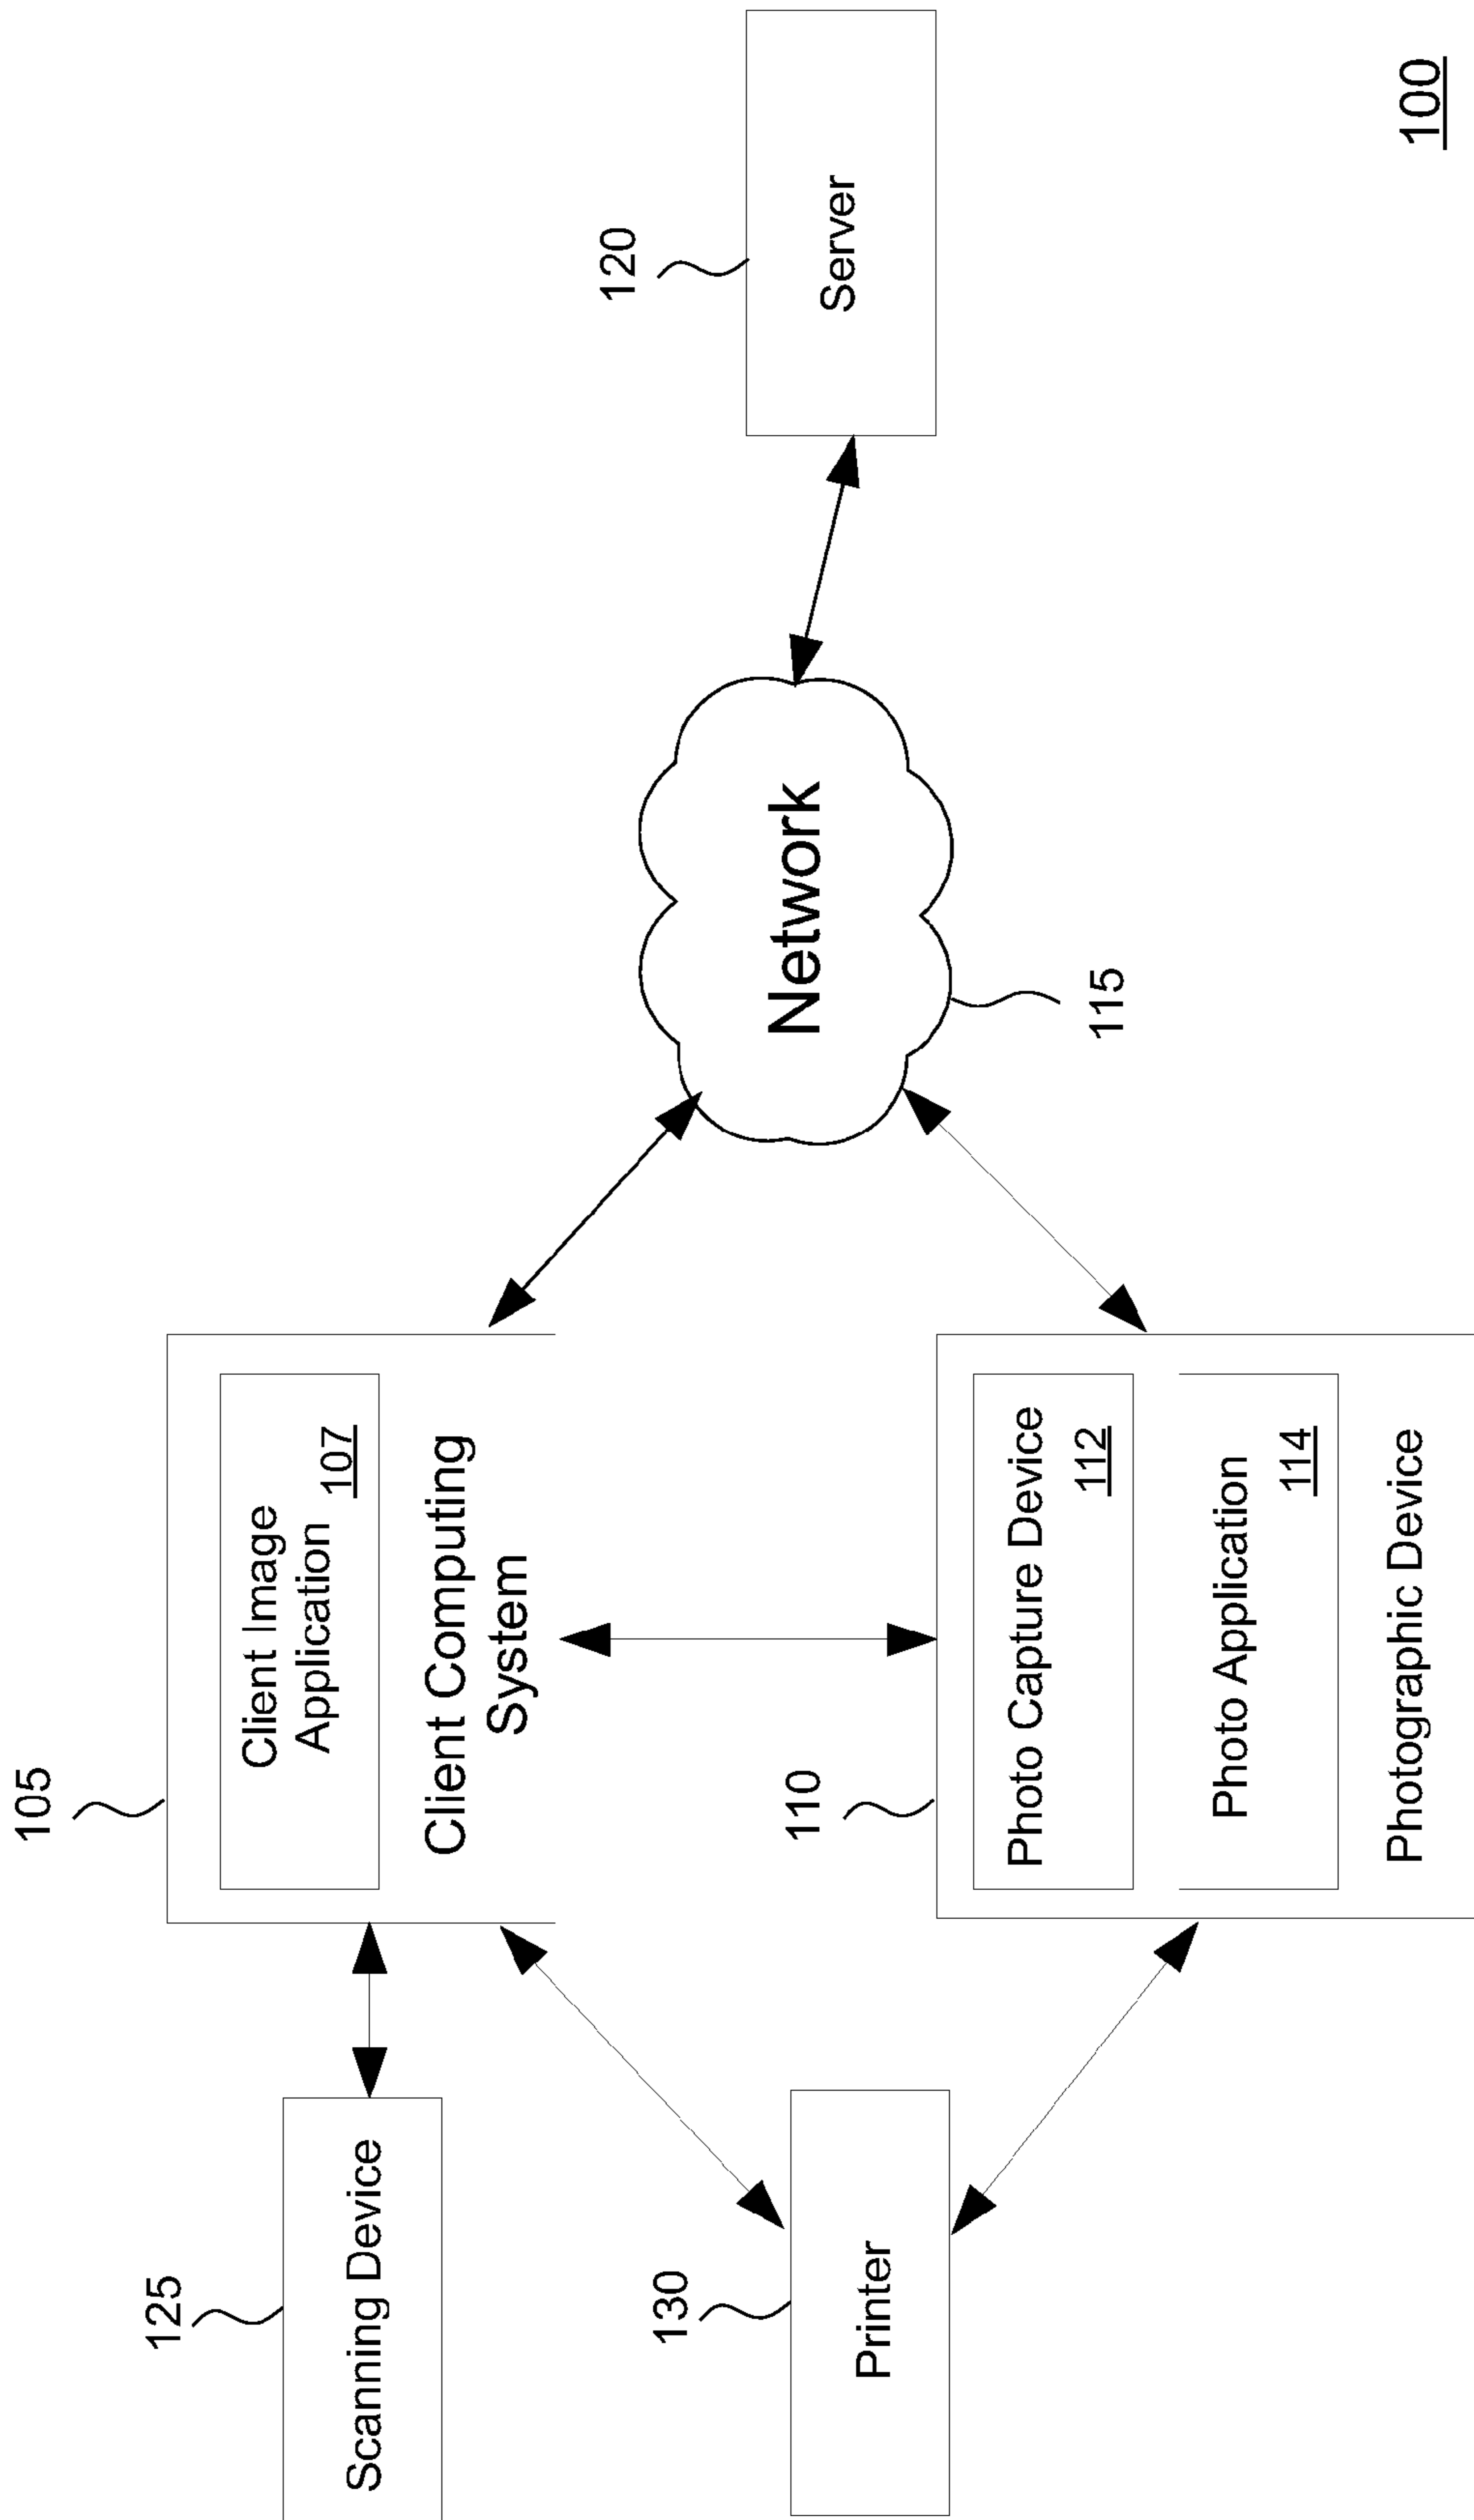 105
Client Image
Application
107
Client Computing
System
125
Scanning Device
130
Printer
110
Photo Capture Device
112
Photo Application
114
Photographic Device
Network
115
120
Server
100